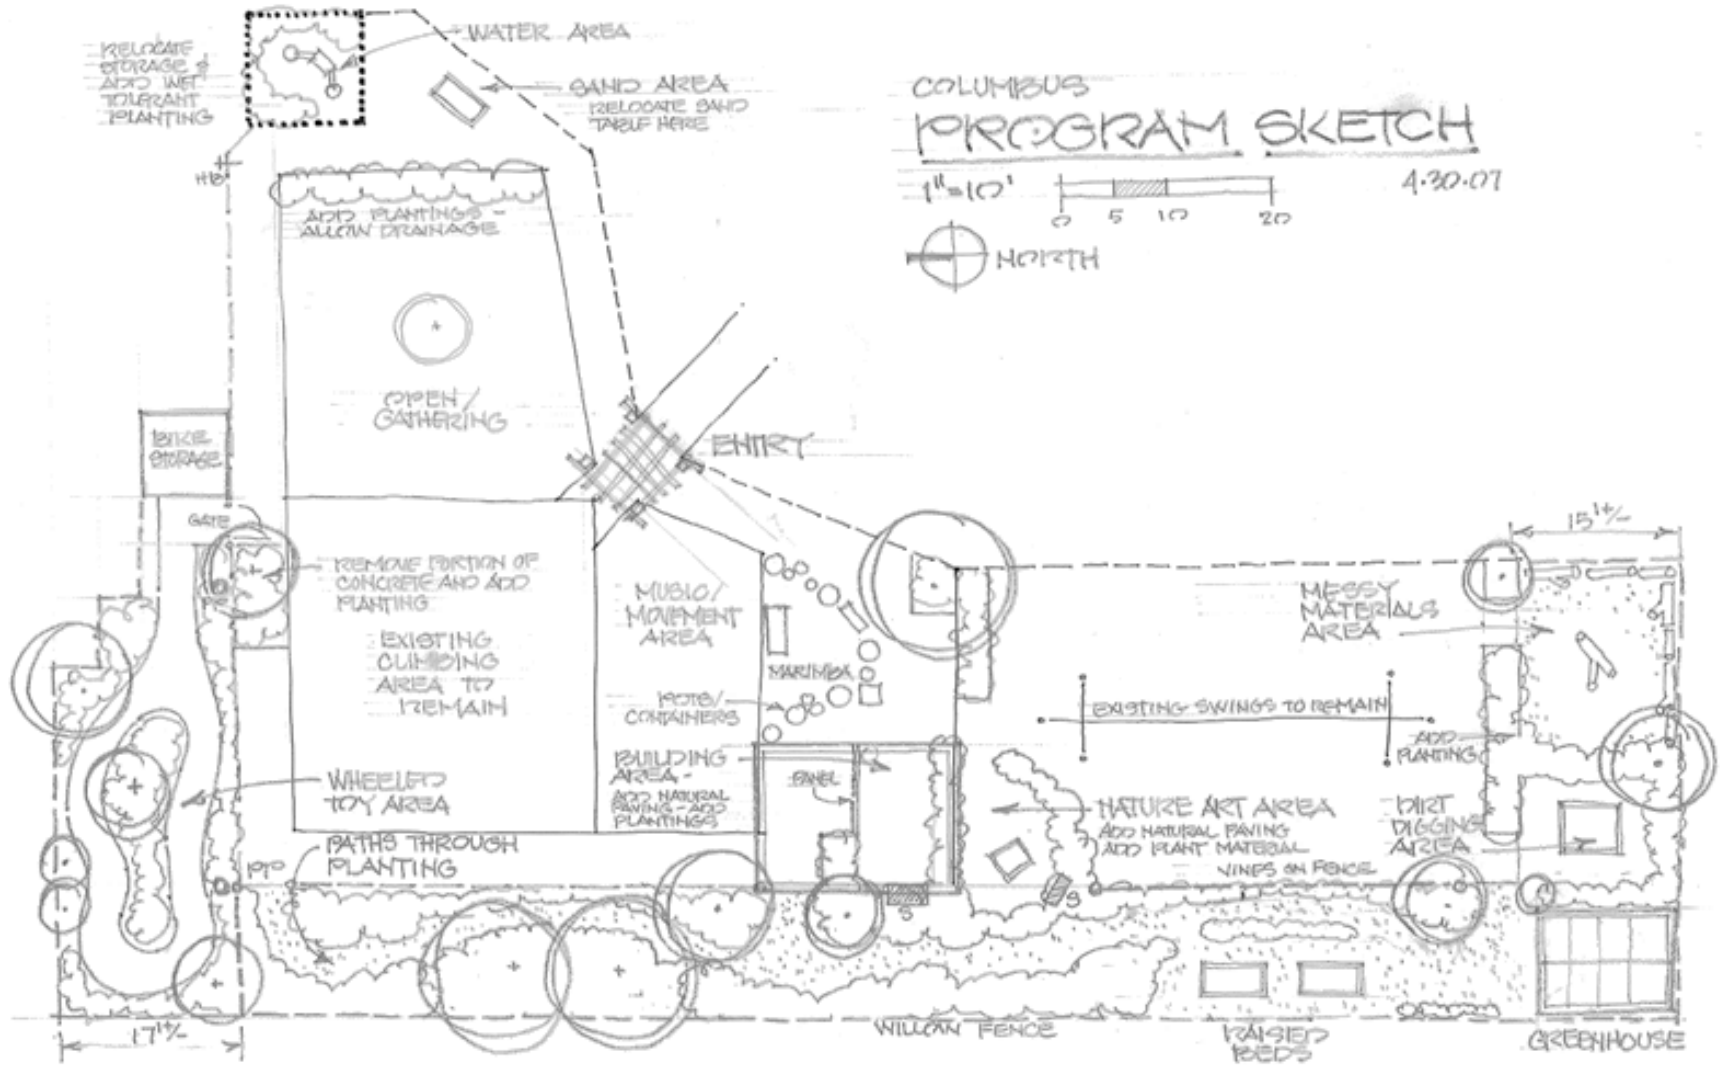 COLUMBUS
PROGRAM SKETCH
1"=10'
0 5 10 20
4.30.07
NORTH
RELOCATE
STORAGE &
ADD WET
TOLERANT
PLANTING
WATER AREA
SAND AREA
RELOCATE SAND
TABLE HERE
HB
ADD PLANTINGS -
ALLOW DRAINAGE
OPEN/
GATHERING
BIKE
STORAGE
ENTRY
GATE
REMOVE PORTION OF
CONCRETE AND ADD
PLANTING
EXISTING
CLIMBING
AREA TO
REMAIN
MUSIC/
MOVEMENT
AREA
MARIMBA
POTS/
CONTAINERS
BUILDING
AREA -
ADD NATURAL
PAVING - ADD
PLANTINGS
PANEL
15'+/-
MESSY
MATERIALS
AREA
EXISTING SWINGS TO REMAIN
ADD
PLANTING
WHEELED
TOY AREA
PATHS THROUGH
PLANTING
PP
NATURE ART AREA
ADD NATURAL PAVING
ADD PLANT MATERIAL
VINES ON FENCE
DIRT
DIGGING
AREA
S
S
17'+/-
WILLOW FENCE
RAISED
BEDS
GREENHOUSE